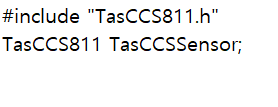 #include "TasCCS811.h"
TasCCS811 TasCCSSensor;